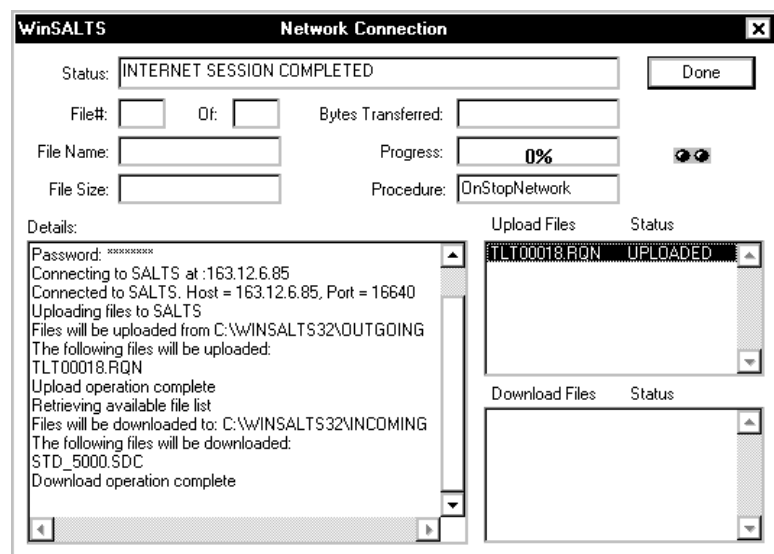 WinSALTS Network Connection
Status: INTERNET SESSION COMPLETED Done
File#: Of: Bytes Transferred:
File Name: Progress: 0%
File Size: Procedure: OnStopNetwork
Details: Upload Files Status
Password: ********
Connecting to SALTS at :163.12.6.85
Connected to SALTS. Host = 163.12.6.85, Port = 16640
Uploading files to SALTS
Files will be uploaded from C:\WINSALTS32\OUTGOING
The following files will be uploaded:
TLT00018.RQN
Upload operation complete
Retrieving available file list
Files will be downloaded to: C:\WINSALTS32\INCOMING
The following files will be downloaded:
STD_5000.SDC
Download operation complete
TLT00018.RQN UPLOADED
Download Files Status